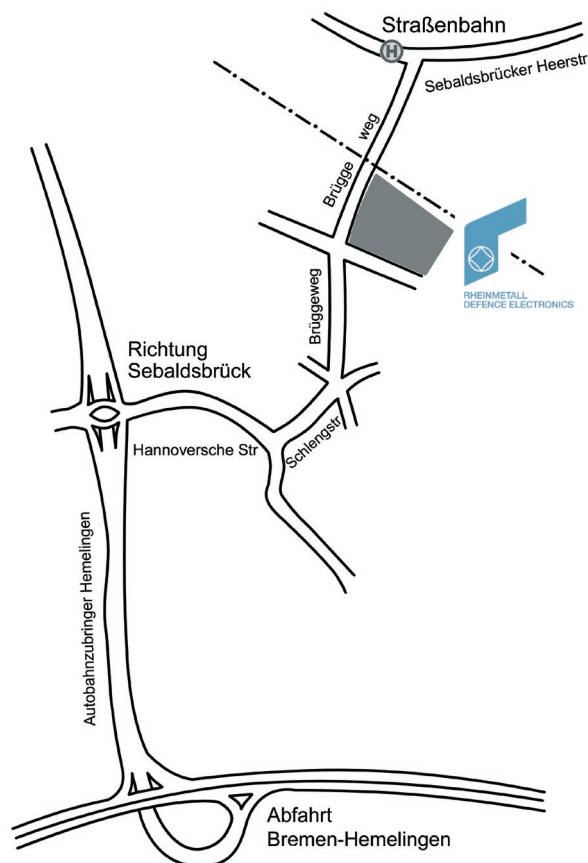 Straßenbahn
H
Sebaldsbrücker Heerstr
Brügge weg
RHEINMETALL
DEFENCE ELECTRONICS
Brüggeweg
Richtung
Sebaldsbrück
Hannoversche Str
Schlengstr
Autobahnzubringer Hemelingen
Abfahrt
Bremen-Hemelingen